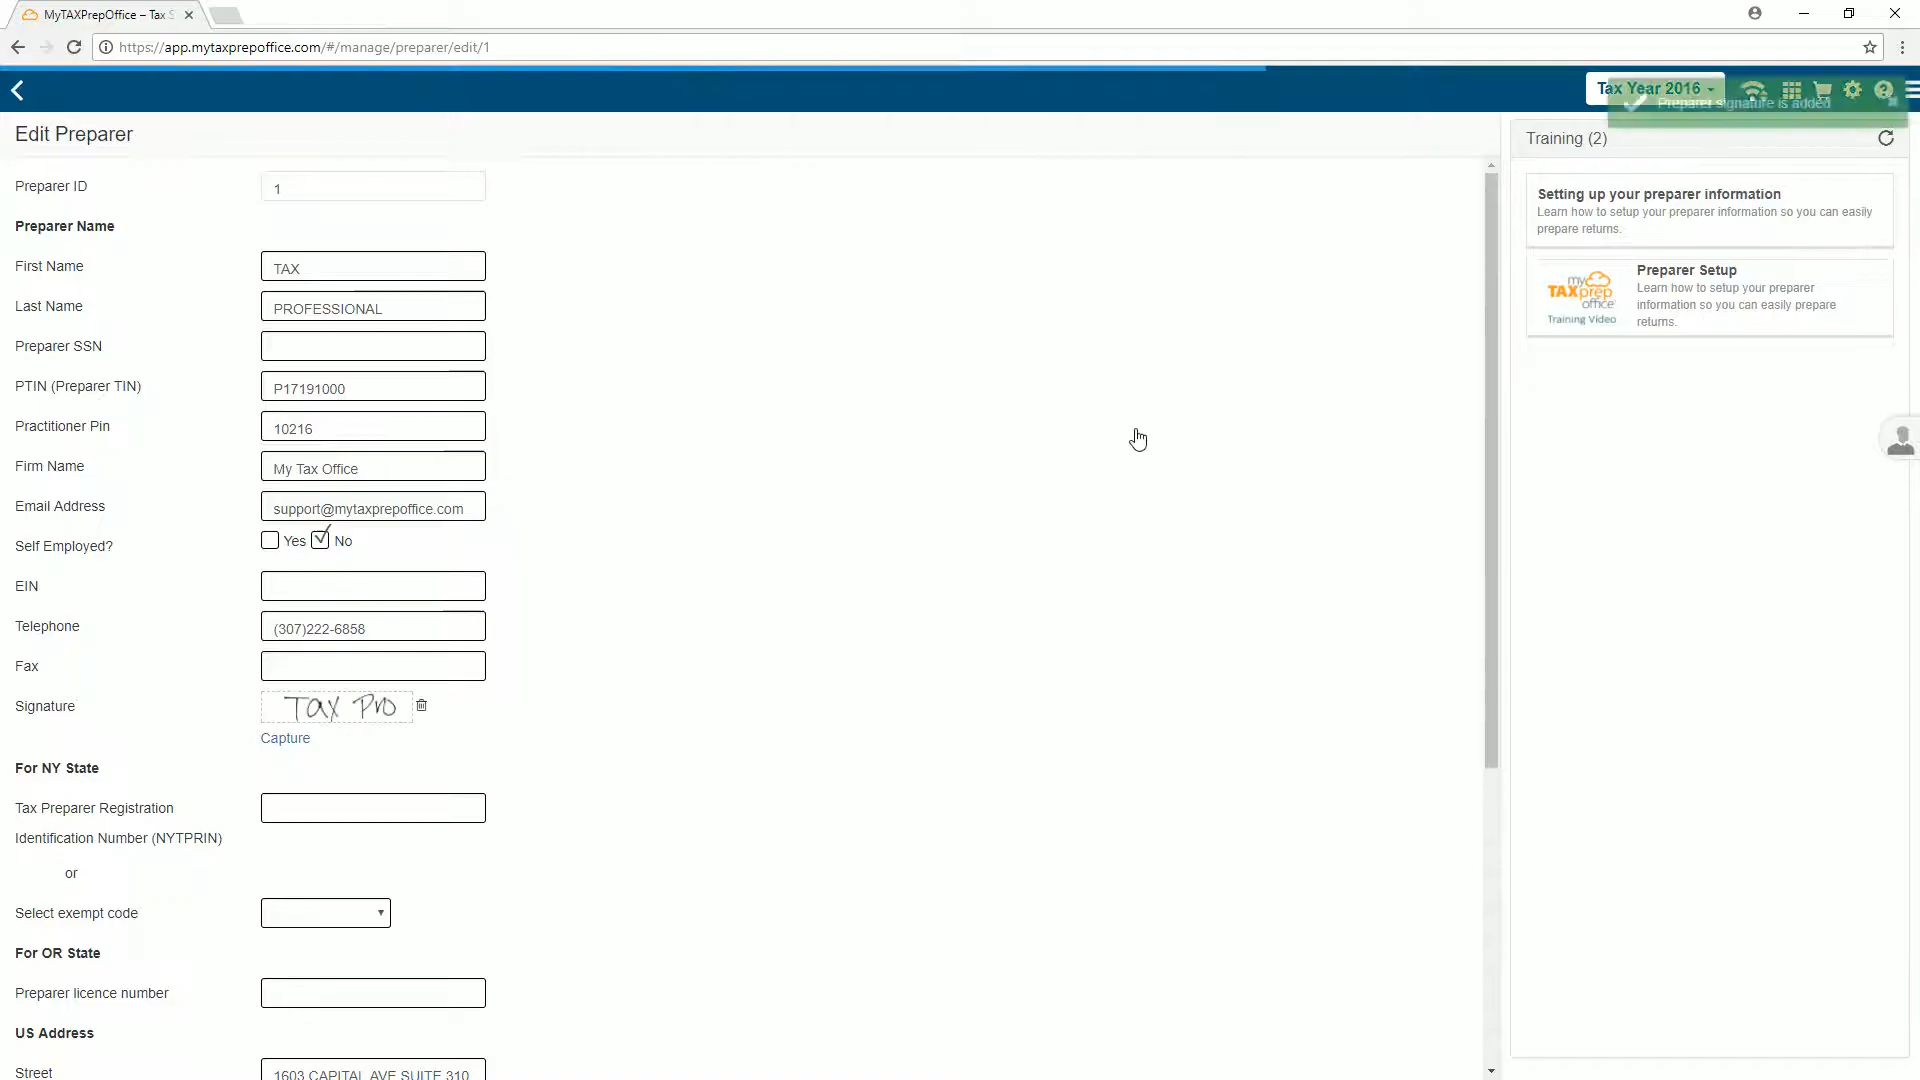 MyTAXPrepOffice – Tax S
https://app.mytaxprepoffice.com/#/manage/preparer/edit/1
Tax Year 2016
Preparer signature is added
Edit Preparer
Preparer ID
1
Preparer Name
First Name
TAX
Last Name
PROFESSIONAL
Preparer SSN
PTIN (Preparer TIN)
P17191000
Practitioner Pin
10216
Firm Name
My Tax Office
Email Address
support@mytaxprepoffice.com
Self Employed?
Yes No
EIN
Telephone
(307)222-6858
Fax
Signature
Tax Pro
Capture
For NY State
Tax Preparer Registration
Identification Number (NYTPRIN)
or
Select exempt code
For OR State
Preparer licence number
US Address
Street
1603 CAPITAL AVE SUITE 310
Training (2)
Setting up your preparer information
Learn how to setup your preparer information so you can easily
prepare returns.
my
TAXprep
office
Training Video
Preparer Setup
Learn how to setup your preparer
information so you can easily prepare
returns.